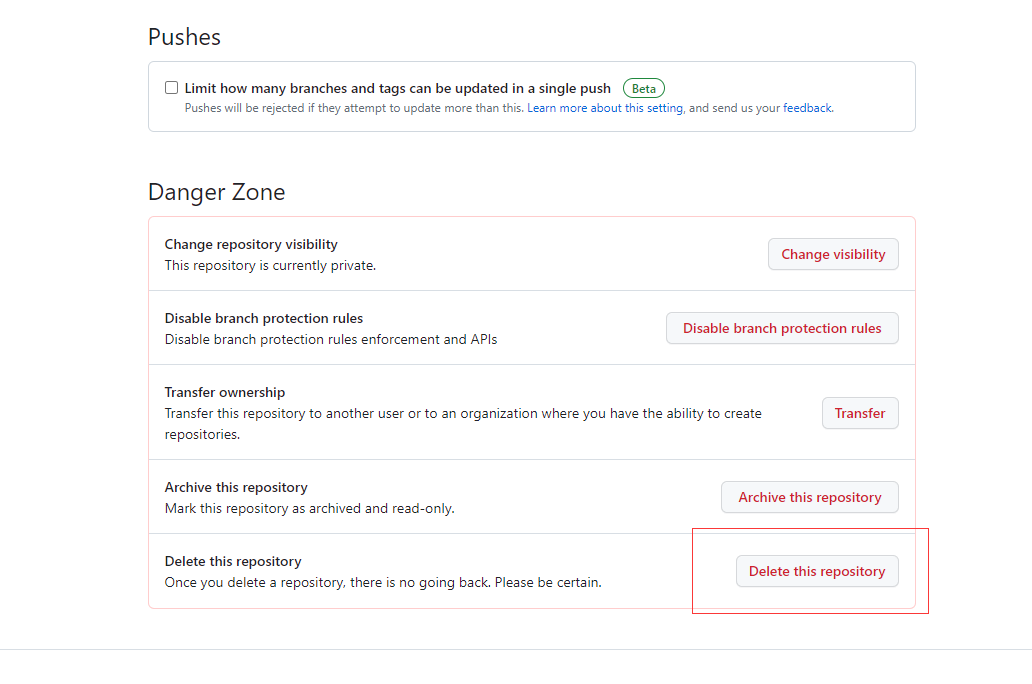 Pushes
Limit how many branches and tags can be updated in a single push Beta
Pushes will be rejected if they attempt to update more than this. Learn more about this setting, and send us your feedback.
Danger Zone
Change repository visibility
This repository is currently private.
Change visibility
Disable branch protection rules
Disable branch protection rules enforcement and APIs
Disable branch protection rules
Transfer ownership
Transfer this repository to another user or to an organization where you have the ability to create
repositories.
Transfer
Archive this repository
Mark this repository as archived and read-only.
Archive this repository
Delete this repository
Once you delete a repository, there is no going back. Please be certain.
Delete this repository